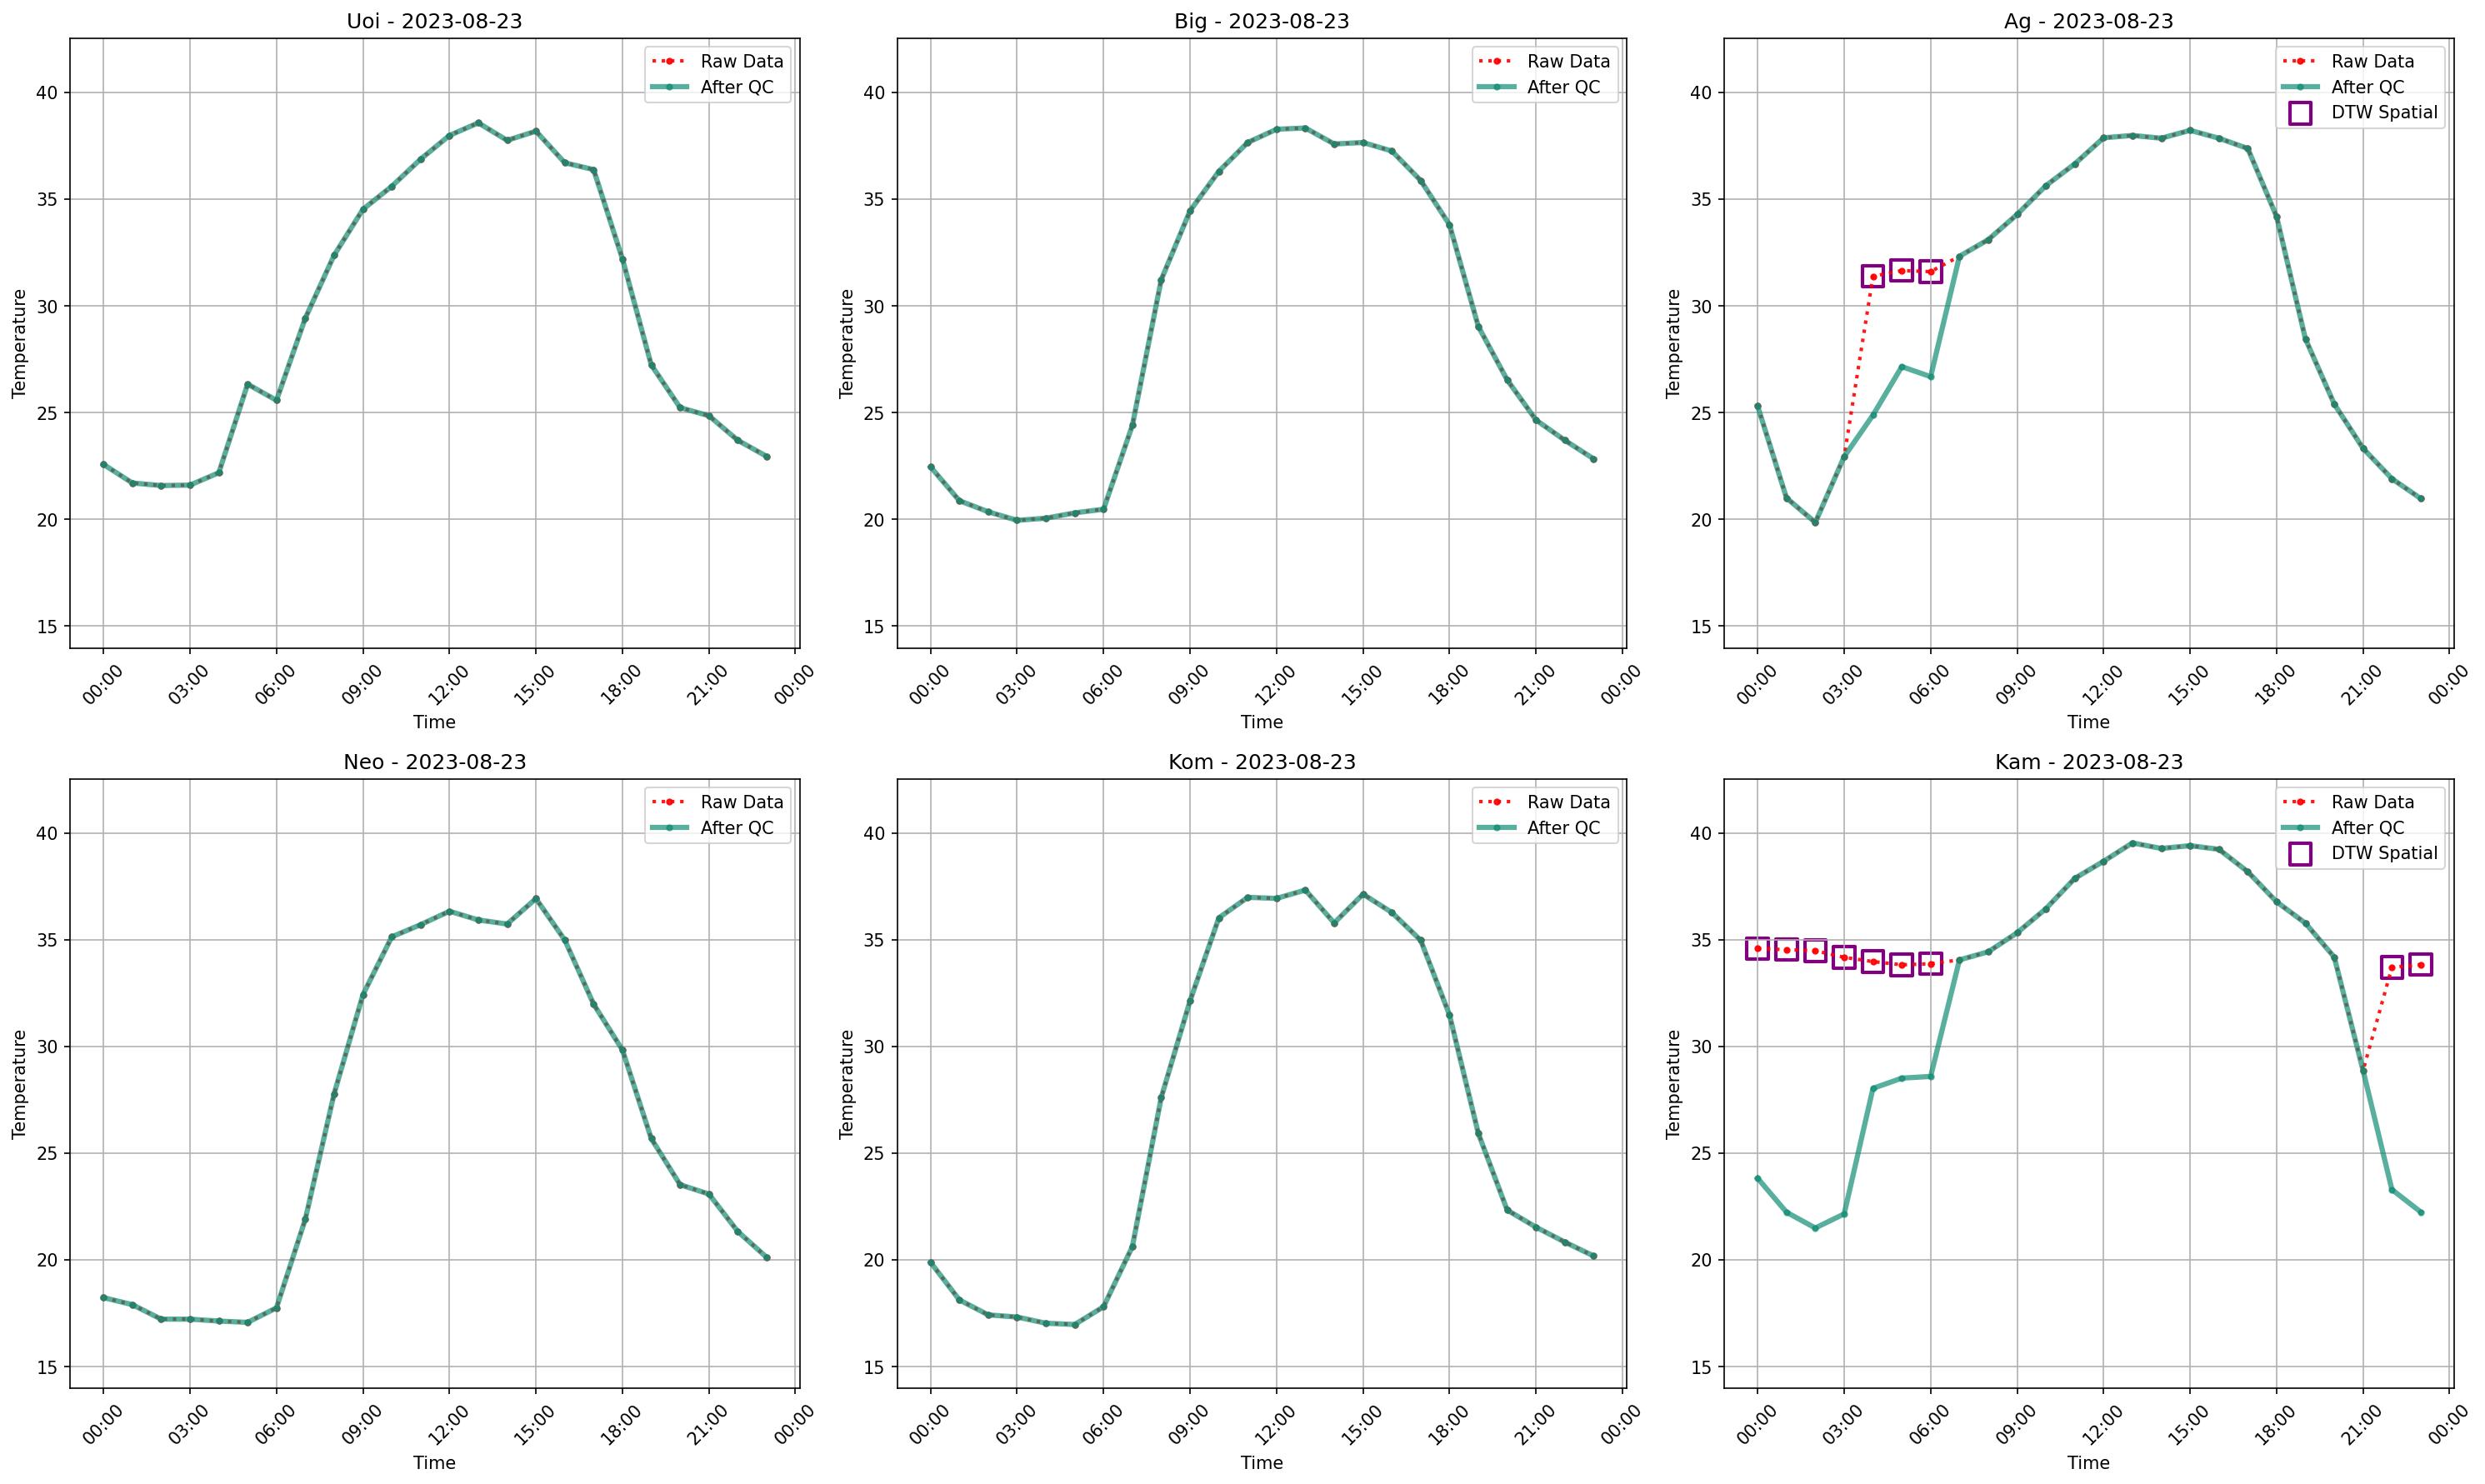 Uoi - 2023-08-23
Temperature
40
35
30
25
20
15
Raw Data
After QC
00:00 03:00 06:00 09:00 12:00 15:00 18:00 21:00 00:00
Time
Big - 2023-08-23
Temperature
40
35
30
25
20
15
Raw Data
After QC
00:00 03:00 06:00 09:00 12:00 15:00 18:00 21:00 00:00
Time
Ag - 2023-08-23
Temperature
40
35
30
25
20
15
Raw Data
After QC
DTW Spatial
00:00 03:00 06:00 09:00 12:00 15:00 18:00 21:00 00:00
Time
Neo - 2023-08-23
Temperature
40
35
30
25
20
15
Raw Data
After QC
00:00 03:00 06:00 09:00 12:00 15:00 18:00 21:00 00:00
Time
Kom - 2023-08-23
Temperature
40
35
30
25
20
15
Raw Data
After QC
00:00 03:00 06:00 09:00 12:00 15:00 18:00 21:00 00:00
Time
Kam - 2023-08-23
Temperature
40
35
30
25
20
15
Raw Data
After QC
DTW Spatial
00:00 03:00 06:00 09:00 12:00 15:00 18:00 21:00 00:00
Time